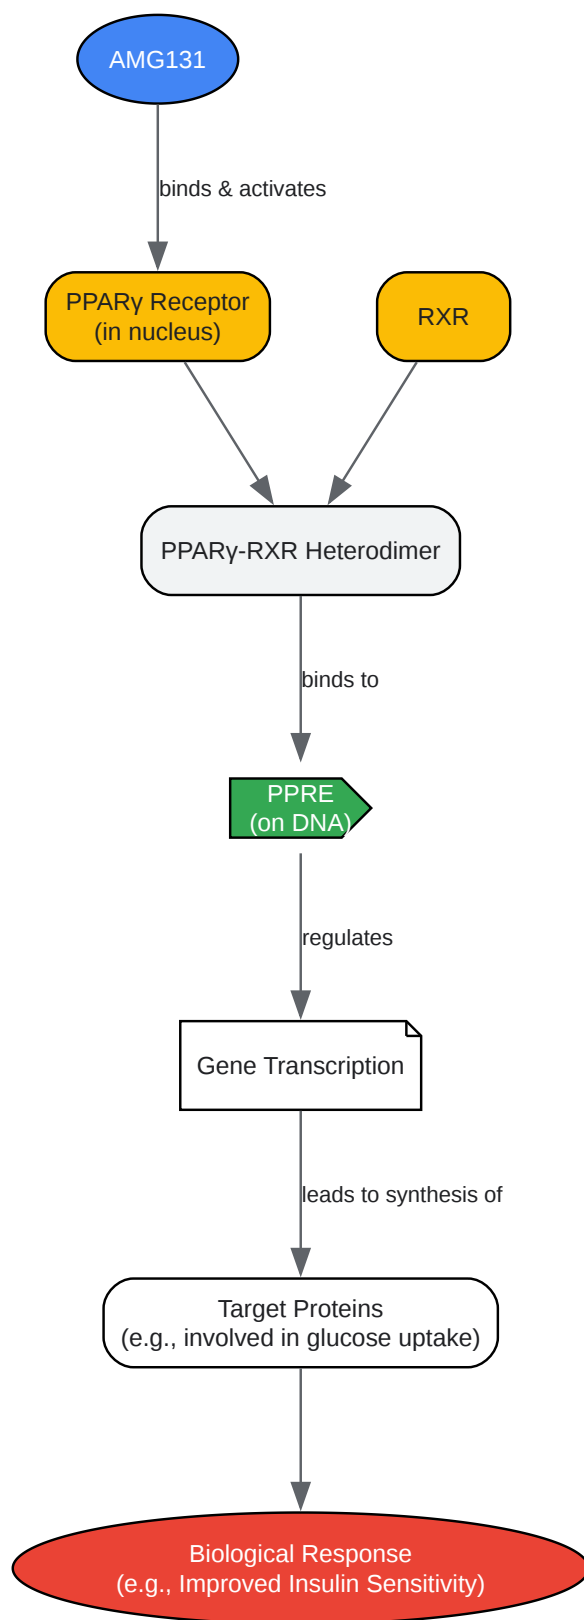 AMG131
binds & activates
PPARγ Receptor
(in nucleus)
RXR
PPARγ-RXR Heterodimer
binds to
PPRE
(on DNA)
regulates
Gene Transcription
leads to synthesis of
Target Proteins
(e.g., involved in glucose uptake)
Biological Response
(e.g., Improved Insulin Sensitivity)